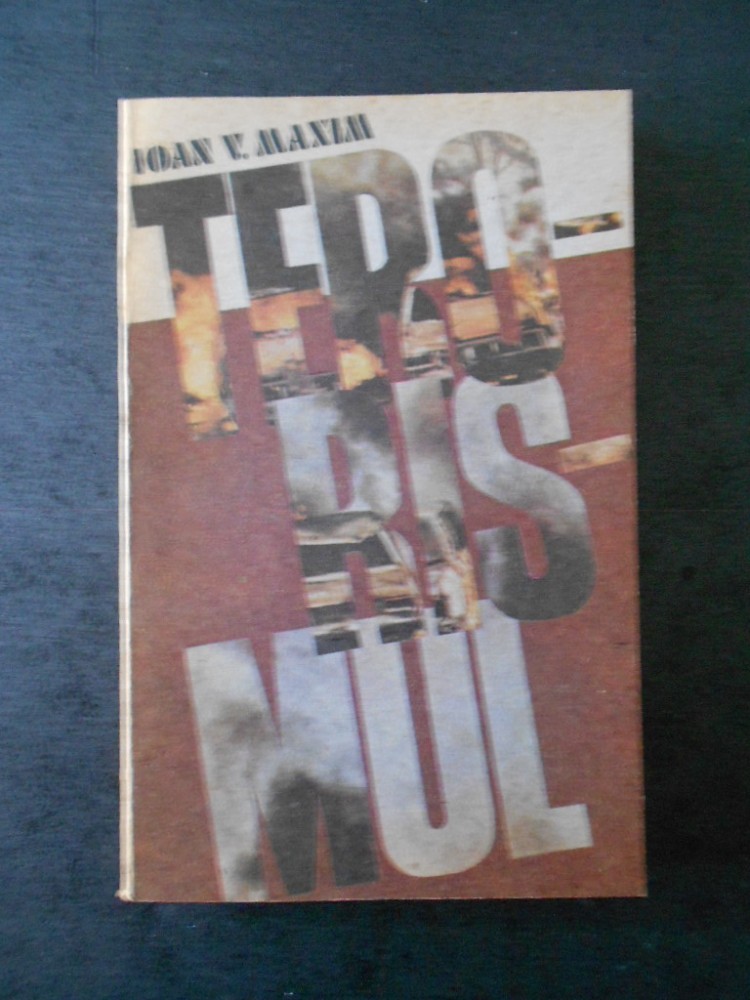 IOAN V. MAXIM
TERO-
RIS-
MUL